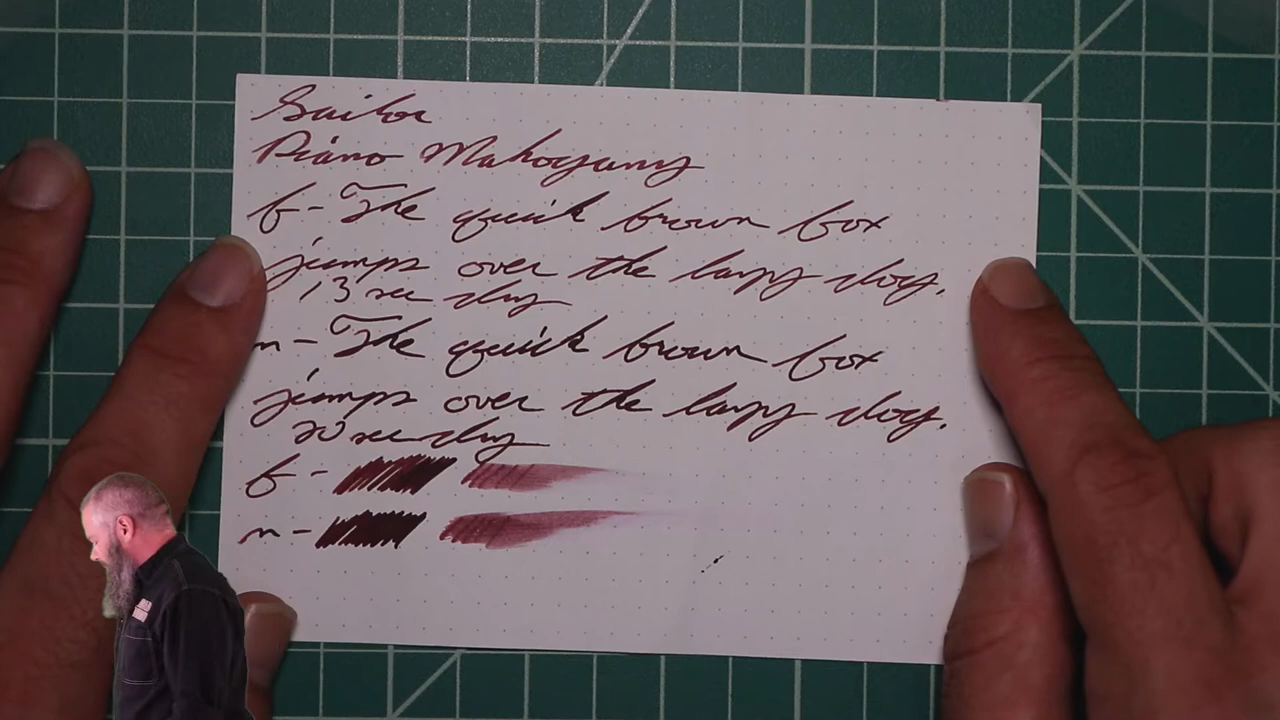 Sailor
Piano Mahogany
f - The quick brown fox
jumps over the lazy dog.
13 sec dry
m - The quick brown fox
jumps over the lazy dog.
20 sec dry
f -
m -